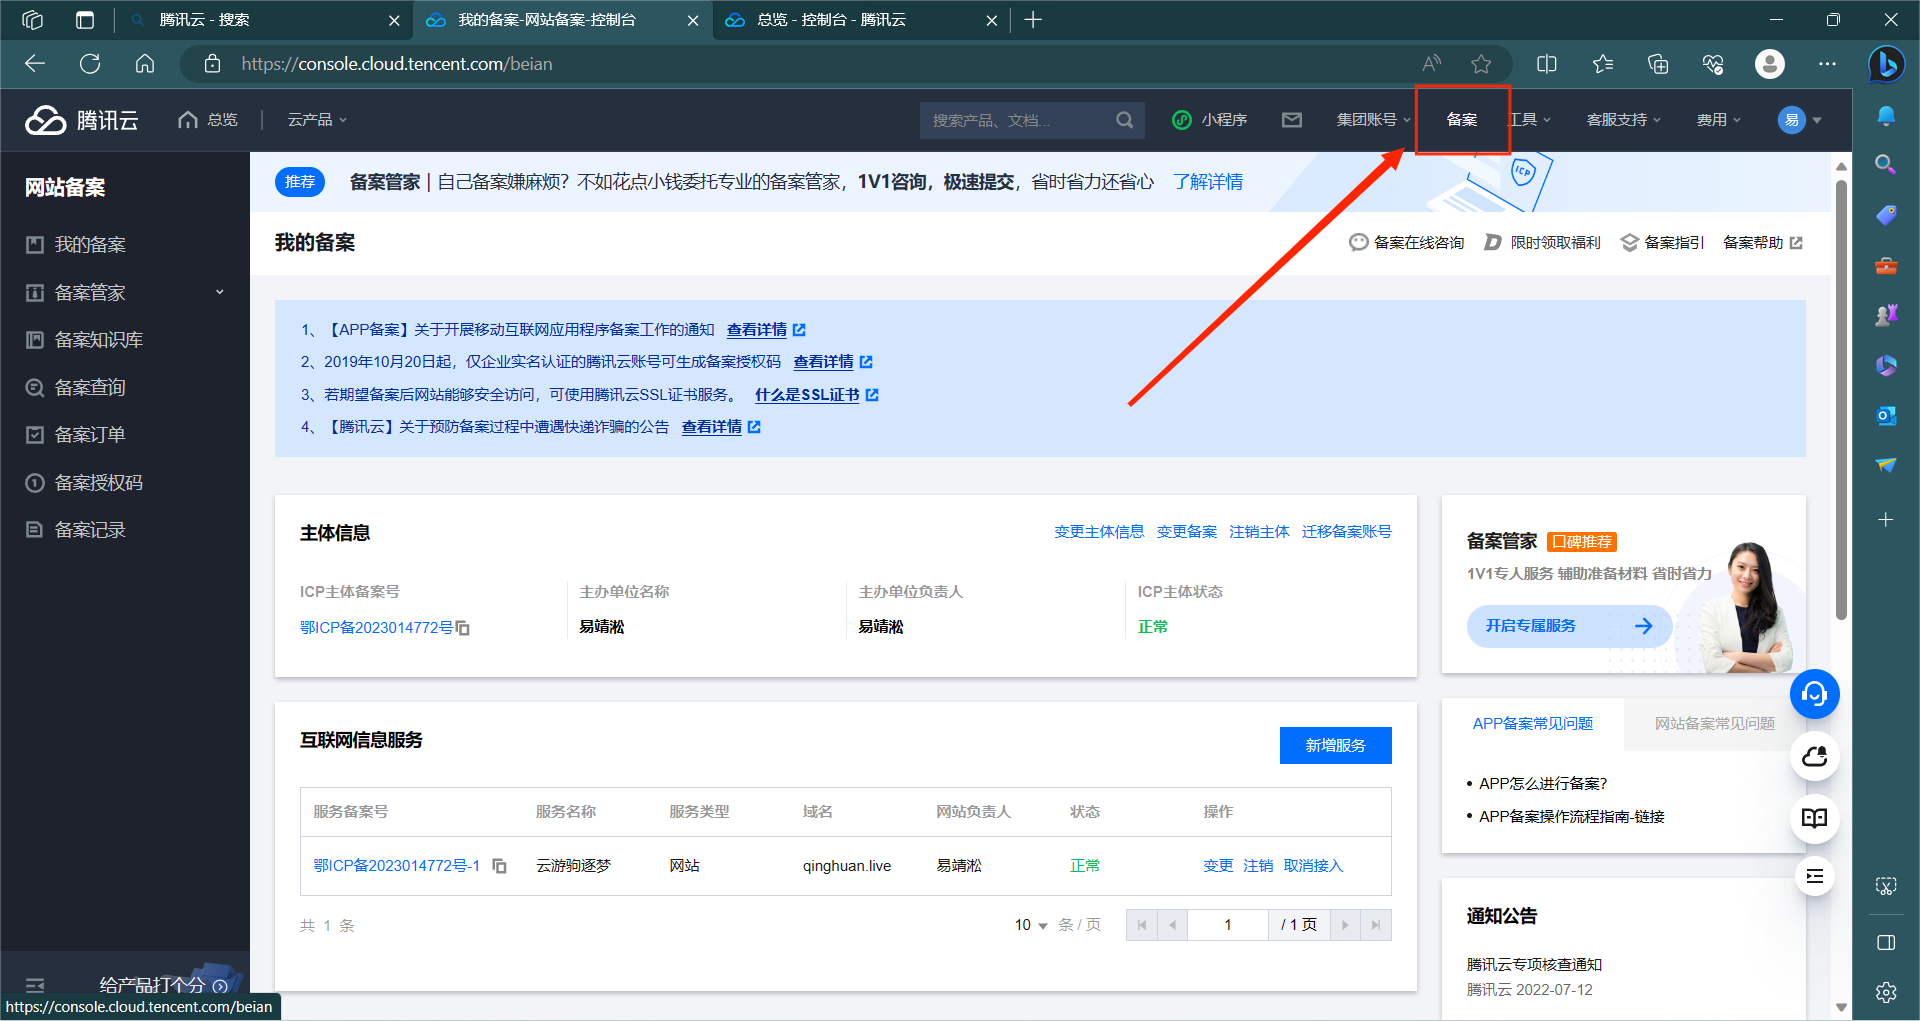 腾讯云 - 搜索
我的备案-网站备案-控制台
总览 - 控制台 - 腾讯云
https://console.cloud.tencent.com/beian
腾讯云
总览
云产品
搜索产品、文档...
小程序
集团账号
备案
工具
客服支持
费用
易
网站备案
我的备案
备案管家
备案知识库
备案查询
备案订单
备案授权码
备案记录
给产品打个分
https://console.cloud.tencent.com/beian
推荐
备案管家 | 自己备案嫌麻烦？不如花点小钱委托专业的备案管家，1V1咨询，极速提交，省时省力还省心 了解详情
ICP
我的备案
备案在线咨询
限时领取福利
备案指引
备案帮助
1、【APP备案】关于开展移动互联网应用程序备案工作的通知 查看详情
2、2019年10月20日起，仅企业实名认证的腾讯云账号可生成备案授权码 查看详情
3、若期望备案后网站能够安全访问，可使用腾讯云SSL证书服务。 什么是SSL证书
4、【腾讯云】关于预防备案过程中遭遇快递诈骗的公告 查看详情
主体信息
变更主体信息 变更备案 注销主体 迁移备案账号
ICP主体备案号 主办单位名称 主办单位负责人 ICP主体状态
鄂ICP备2023014772号 易靖淞 易靖淞 正常
互联网信息服务
新增服务
服务备案号 服务名称 服务类型 域名 网站负责人 状态 操作
鄂ICP备2023014772号-1 云游驹逐梦 网站 qinghuan.live 易靖淞 正常 变更 注销 取消接入
共 1 条
10 条 / 页
1 / 1 页
备案管家 口碑推荐
1V1专人服务 辅助准备材料 省时省力
开启专属服务
APP备案常见问题
网站备案常见问题
• APP怎么进行备案?
• APP备案操作流程指南-链接
通知公告
腾讯云专项核查通知
腾讯云 2022-07-12